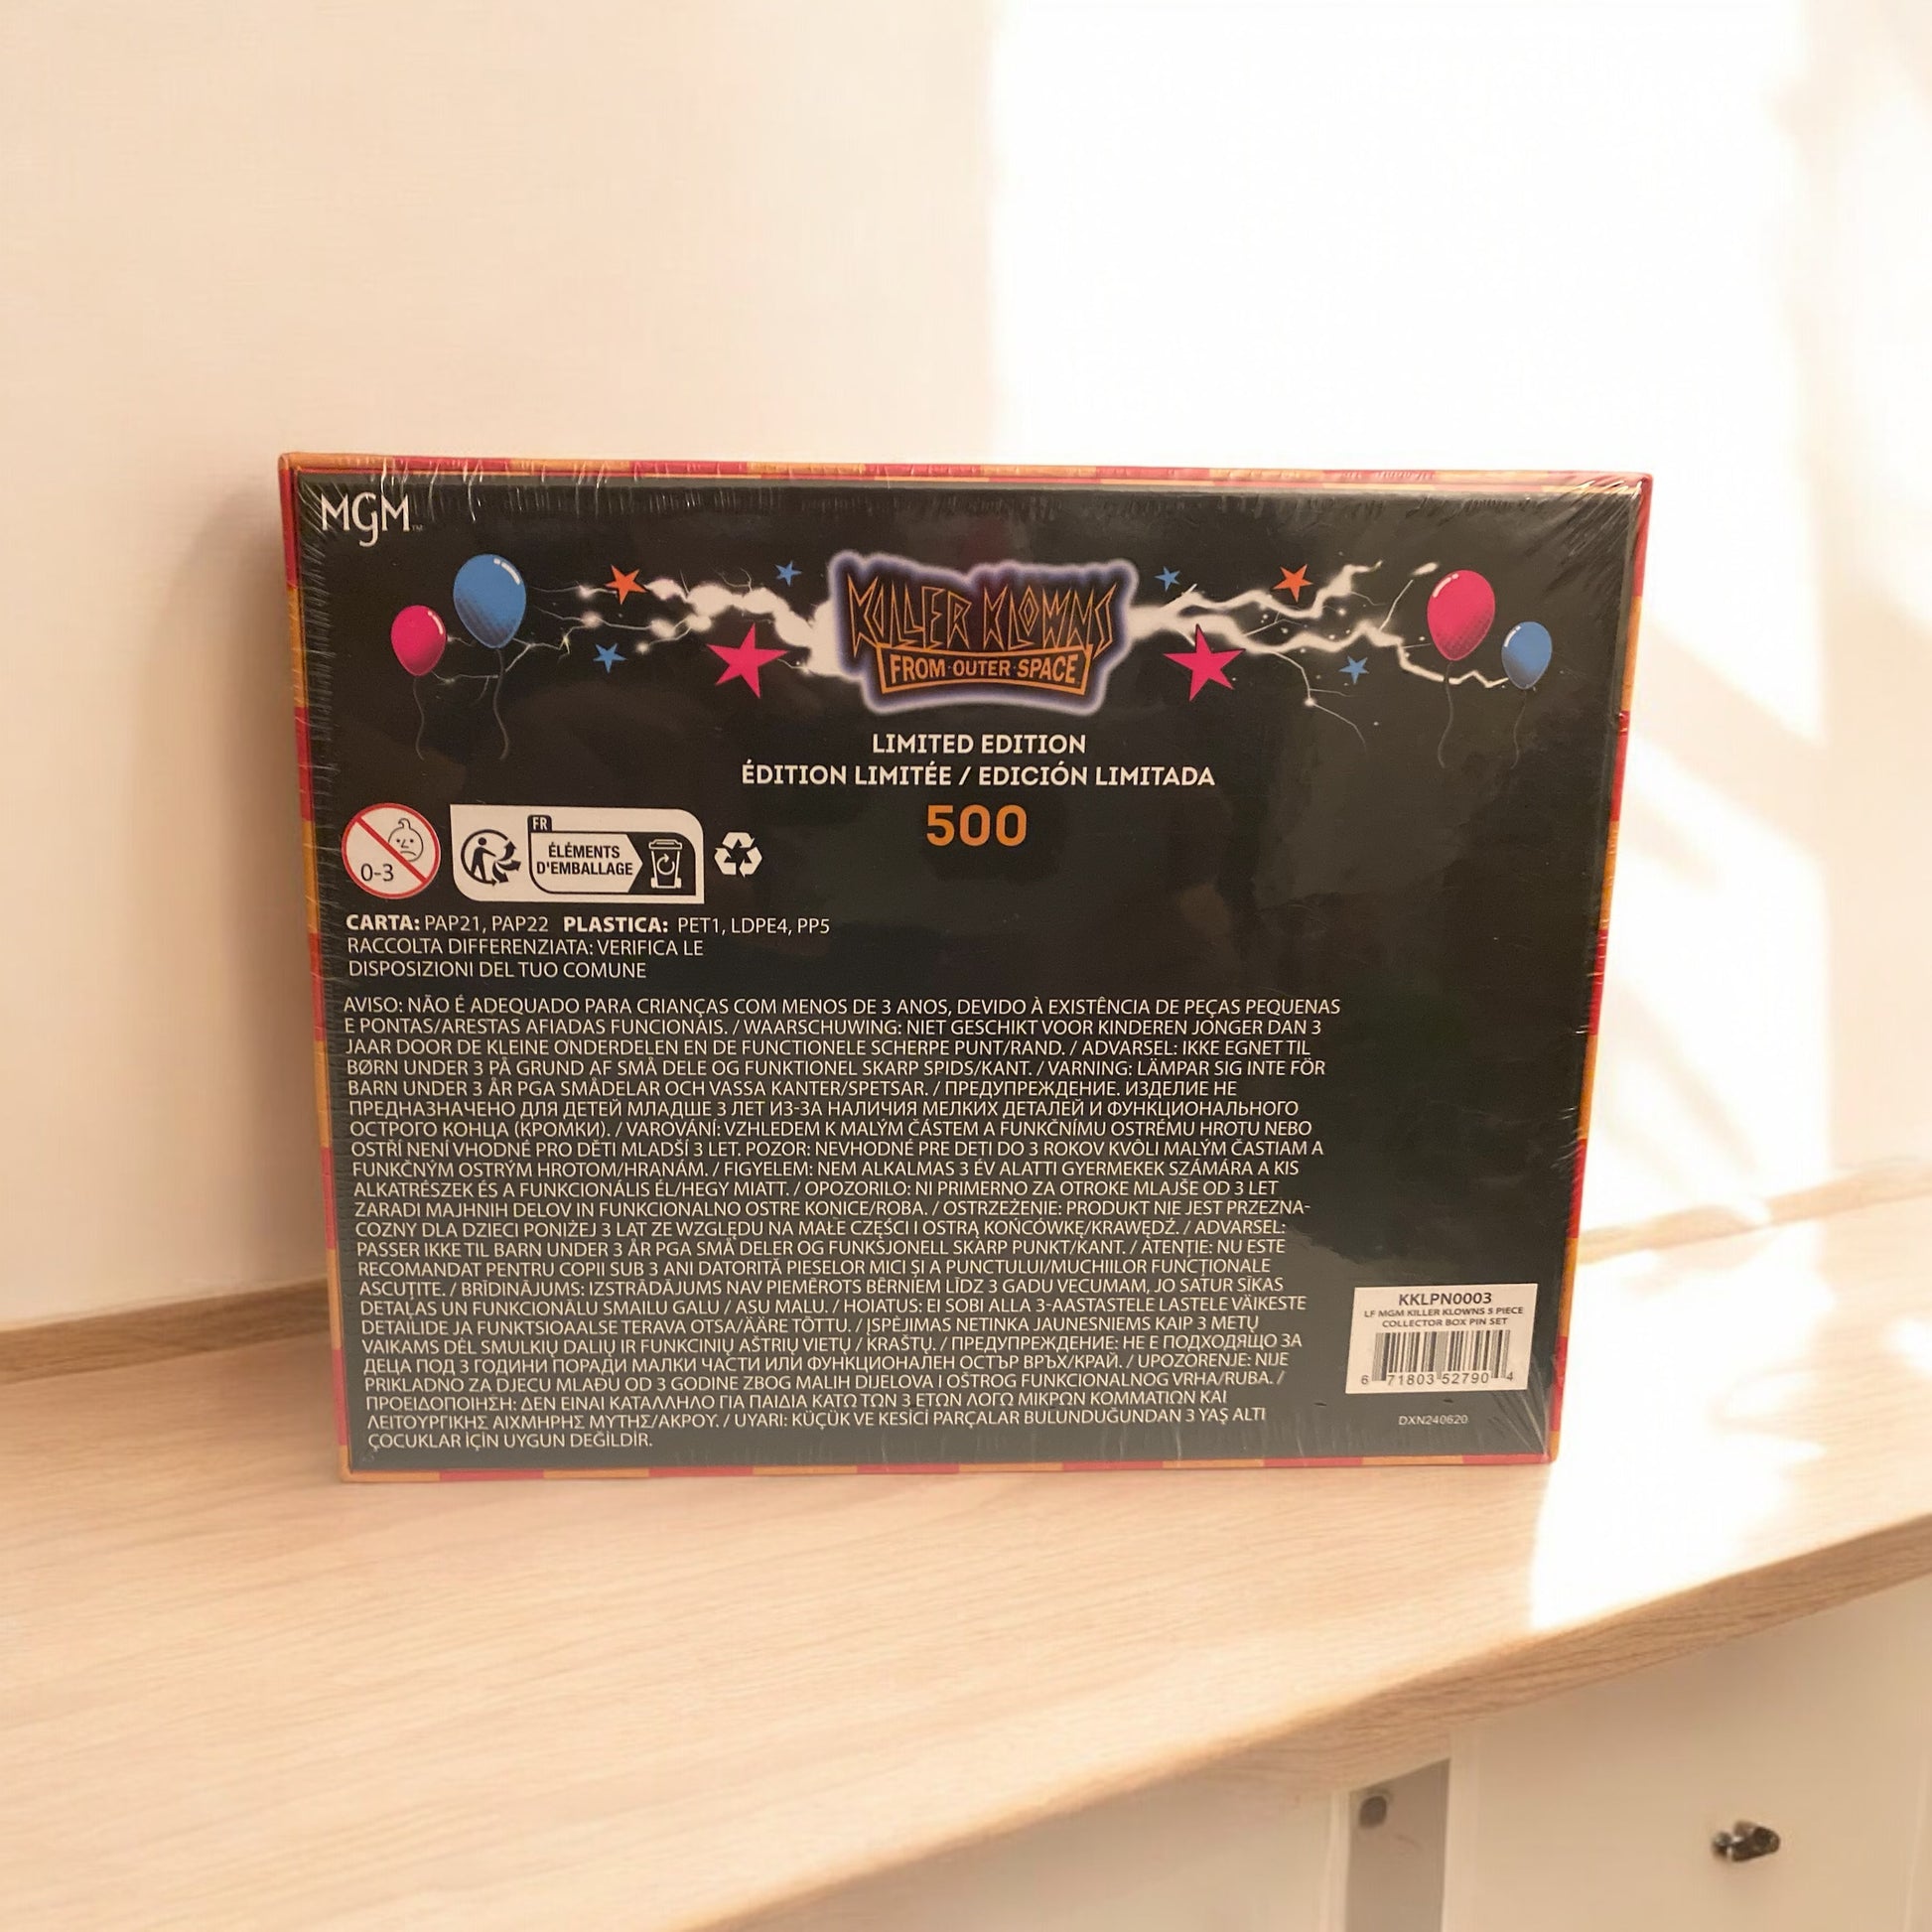 MGM™
KILLER KLOWNS
FROM·OUTER·SPACE
LIMITED EDITION
ÉDITION LIMITÉE / EDICIÓN LIMITADA
500
0-3
FR
ÉLÉMENTS
D'EMBALLAGE
CARTA: PAP21, PAP22 PLASTICA: PET1, LDPE4, PP5
RACCOLTA DIFFERENZIATA: VERIFICA LE
DISPOSIZIONI DEL TUO COMUNE
AVISO: NÃO É ADEQUADO PARA CRIANÇAS COM MENOS DE 3 ANOS, DEVIDO À EXISTÊNCIA DE PEÇAS PEQUENAS
E PONTAS/ARESTAS AFIADAS FUNCIONAIS. / WAARSCHUWING: NIET GESCHIKT VOOR KINDEREN JONGER DAN 3
JAAR DOOR DE KLEINE ONDERDELEN EN DE FUNCTIONELE SCHERPE PUNT/RAND. / ADVARSEL: IKKE EGNET TIL
BØRN UNDER 3 PÅ GRUND AF SMÅ DELE OG FUNKTIONEL SKARP SPIDS/KANT. / VARNING: LÄMPAR SIG INTE FÖR
BARN UNDER 3 ÅR PGA SMÅDELAR OCH VASSA KANTER/SPETSAR. / ПРЕДУПРЕЖДЕНИЕ. ИЗДЕЛИЕ НЕ
ПРЕДНАЗНАЧЕНО ДЛЯ ДЕТЕЙ МЛАДШЕ 3 ЛЕТ ИЗ-ЗА НАЛИЧИЯ МЕЛКИХ ДЕТАЛЕЙ И ФУНКЦИОНАЛЬНОГО
ОСТРОГО КОНЦА (КРОМКИ). / VAROVÁNÍ: VZHLEDEM K MALÝM ČÁSTEM A FUNKČNÍMU OSTRÉMU HROTU NEBO
OSTŘÍ NENÍ VHODNÉ PRO DĚTI MLADŠÍ 3 LET. POZOR: NEVHODNÉ PRE DETI DO 3 ROKOV KVÔLI MALÝM ČASTIAM A
FUNKČNÝM OSTRÝM HROTOM/HRANÁM. / FIGYELEM: NEM ALKALMAS 3 ÉV ALATTI GYERMEKEK SZÁMÁRA A KIS
ALKATRÉSZEK ÉS A FUNKCIONÁLIS ÉL/HEGY MIATT. / OPOZORILO: NI PRIMERNO ZA OTROKE MLAJŠE OD 3 LET
ZARADI MAJHNIH DELOV IN FUNKCIONALNO OSTRE KONICE/ROBA. / OSTRZEŻENIE: PRODUKT NIE JEST PRZEZNA-
COZNY DLA DZIECI PONIŻEJ 3 LAT ZE WZGLĘDU NA MAŁE CZĘŚCI I OSTRĄ KOŃCÓWKĘ/KRAWĘDŹ. / ADVARSEL:
PASSER IKKE TIL BARN UNDER 3 ÅR PGA SMÅ DELER OG FUNKSJONELL SKARP PUNKT/KANT. / ATENȚIE: NU ESTE
RECOMANDAT PENTRU COPII SUB 3 ANI DATORITĂ PIESELOR MICI ȘI A PUNCTULUI/MUCHIILOR FUNCȚIONALE
ASCUȚITE. / BRĪDINĀJUMS: IZSTRĀDĀJUMS NAV PIEMĒROTS BĒRNIEM LĪDZ 3 GADU VECUMAM, JO SATUR SĪKAS
DETAĻAS UN FUNKCIONĀLU SMAILU GALU / ASU MALU. / HOIATUS: EI SOBI ALLA 3-AASTASTELE LASTELE VÄIKESTE
DETAILIDE JA FUNKTSIOAALSE TERAVA OTSA/ÄÄRE TÕTTU. / ĮSPĖJIMAS NETINKA JAUNESNIEMS KAIP 3 METŲ
VAIKAMS DĖL SMULKIŲ DALIŲ IR FUNKCINIŲ AŠTRIŲ VIETŲ / KRAŠTŲ. / ПРЕДУПРЕЖДЕНИЕ: НЕ Е ПОДХОДЯЩО ЗА
ДЕЦА ПОД 3 ГОДИНИ ПОРАДИ МАЛКИ ЧАСТИ ИЛИ ФУНКЦИОНАЛЕН ОСТЪР ВРЪХ/КРАЙ. / UPOZORENJE: NIJE
PRIKLADNO ZA DJECU MLAĐU OD 3 GODINE ZBOG MALIH DIJELOVA I OŠTROG FUNKCIONALNOG VRHA/RUBA. /
ΠΡΟΕΙΔΟΠΟΙΗΣΗ: ΔΕΝ ΕΙΝΑΙ ΚΑΤΑΛΛΗΛΟ ΓΙΑ ΠΑΙΔΙΑ ΚΑΤΩ ΤΩΝ 3 ΕΤΩΝ ΛΟΓΩ ΜΙΚΡΩΝ ΚΟΜΜΑΤΙΩΝ ΚΑΙ
ΛΕΙΤΟΥΡΓΙΚΗΣ ΑΙΧΜΗΡΗΣ ΜΥΤΗΣ/ΑΚΡΟΥ. / UYARI: KÜÇÜK VE KESİCİ PARÇALAR BULUNDUĞUNDAN 3 YAŞ ALTI
ÇOCUKLAR İÇİN UYGUN DEĞİLDİR.
KKLPN0003
LF MGM KILLER KLOWNS 5 PIECE
COLLECTOR BOX PIN SET
6 71803 52790 4
DXN240620